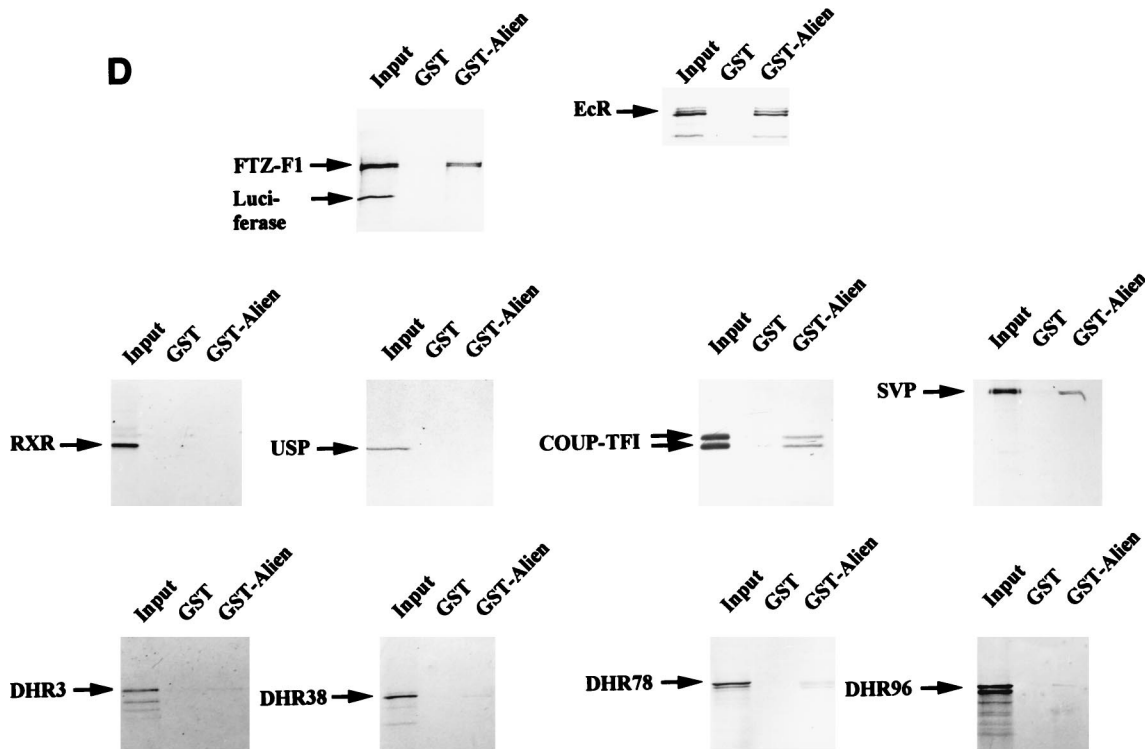 D
Input GST GST-Alien
Input GST GST-Alien
EcR
FTZ-F1
Luci-
ferase
Input GST GST-Alien
Input GST GST-Alien
Input GST GST-Alien
Input GST GST-Alien
RXR
USP
COUP-TFI
SVP
Input GST GST-Alien
Input GST GST-Alien
Input GST GST-Alien
Input GST GST-Alien
DHR3
DHR38
DHR78
DHR96